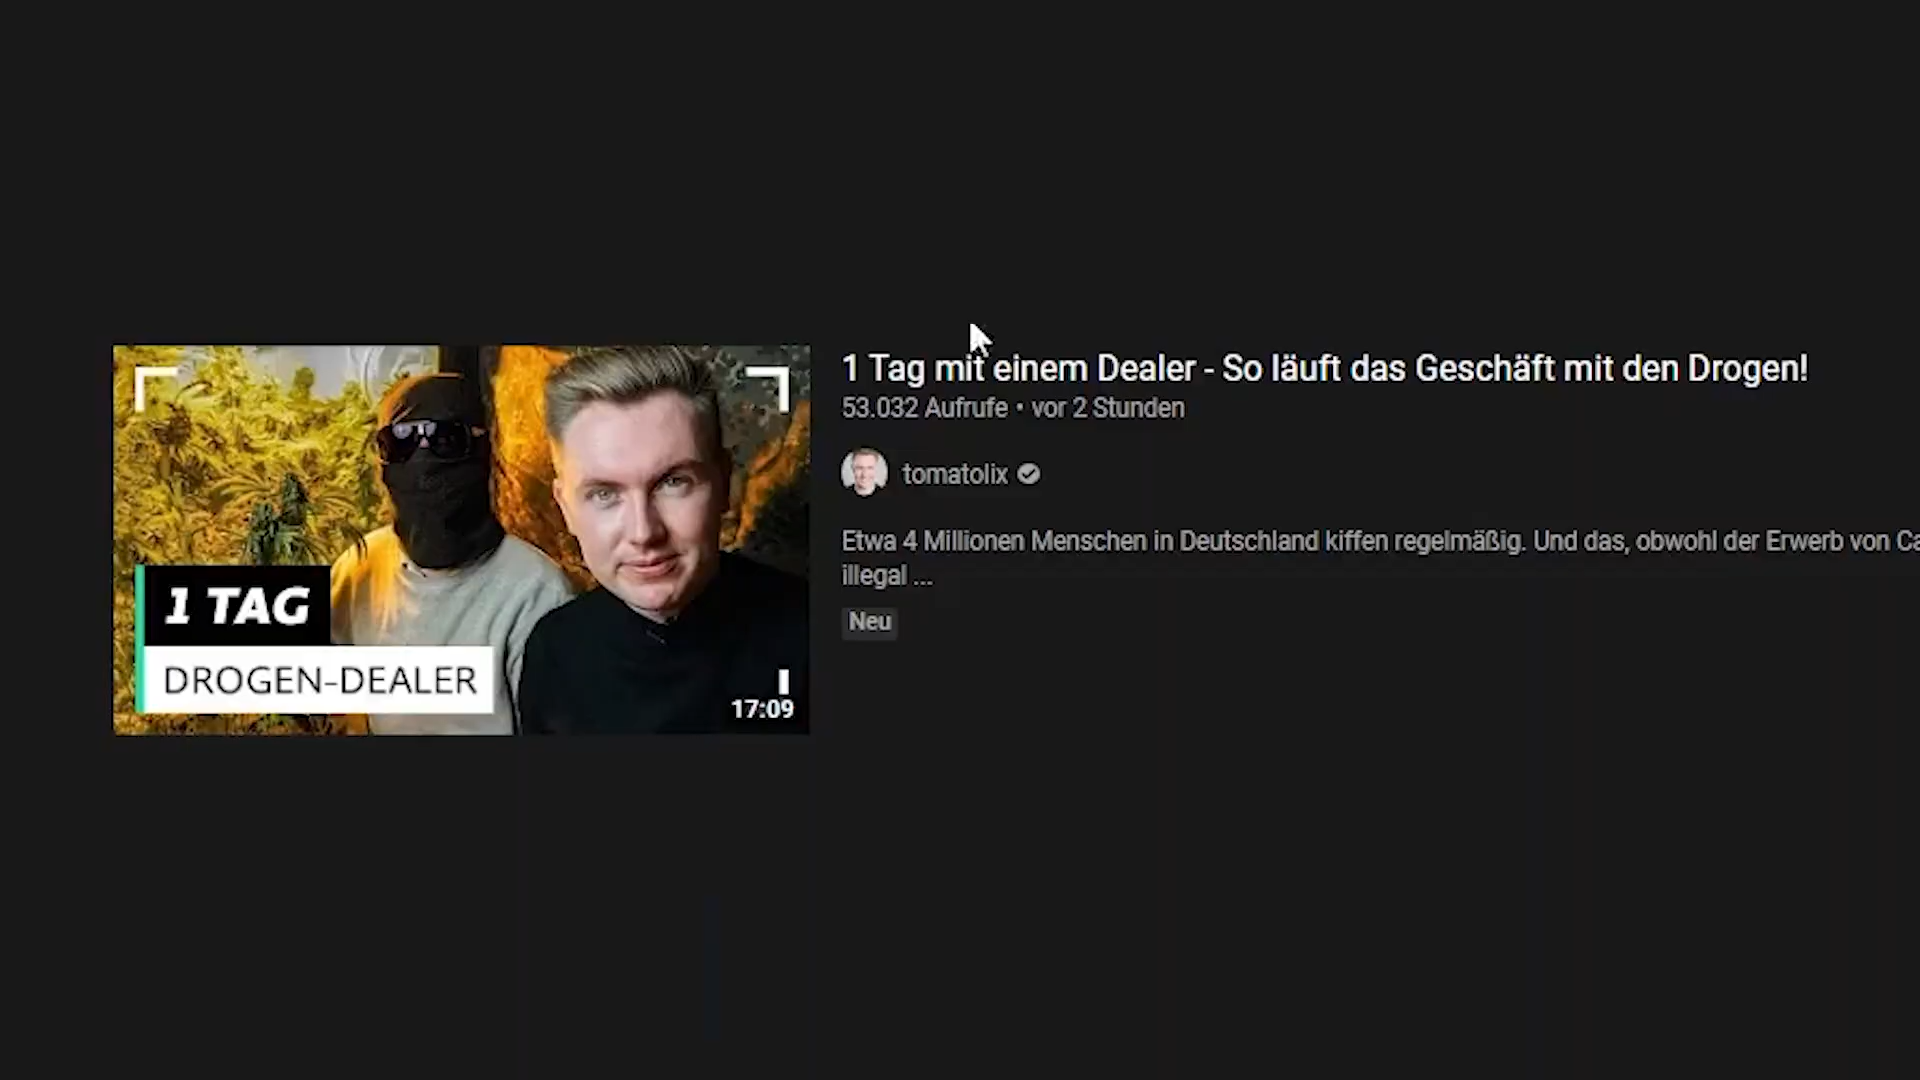 1 TAG
DROGEN-DEALER
17:09
1 Tag mit einem Dealer - So läuft das Geschäft mit den Drogen!
53.032 Aufrufe • vor 2 Stunden
tomatolix
Etwa 4 Millionen Menschen in Deutschland kiffen regelmäßig. Und das, obwohl der Erwerb von
illegal ...
Neu